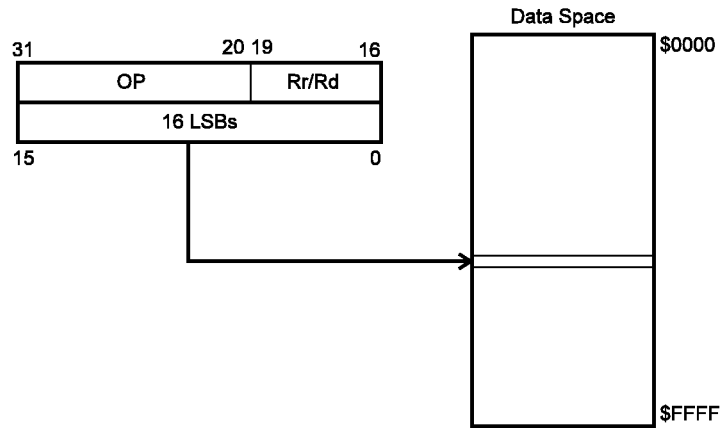 Data Space
31 20 19 16
$0000
OP Rr/Rd
16 LSBs
15 0
$FFFF